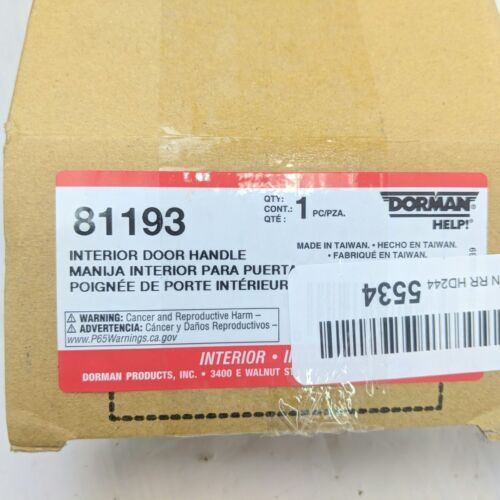 81193
QTY:
CONT.: 1 PC/PZA.
QTÉ :
DORMAN®
HELP!®
INTERIOR DOOR HANDLE
MANIJA INTERIOR PARA PUERTA
POIGNÉE DE PORTE INTÉRIEUR
MADE IN TAIWAN. • HECHO EN TAIWAN.
• FABRIQUÉ EN TAIWAN.
⚠ WARNING: Cancer and Reproductive Harm –
⚠ ADVERTENCIA: Cáncer y Daños Reproductivos –
www.P65Warnings.ca.gov
INTERIOR •
DORMAN PRODUCTS, INC. • 3400 E WALNUT
N RR HD244
5534